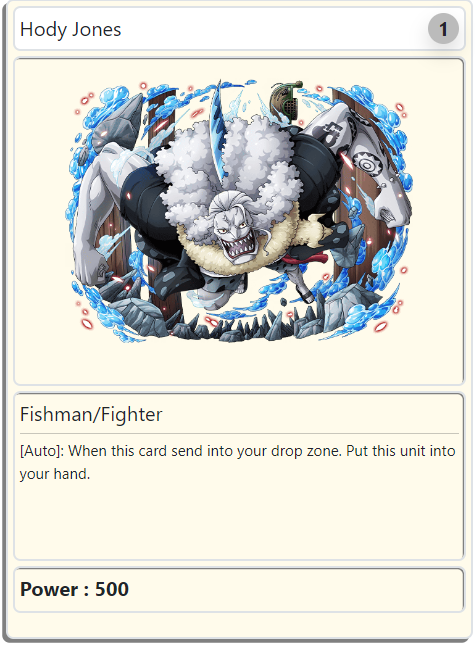 Hody Jones
1
Fishman/Fighter
[Auto]: When this card send into your drop zone. Put this unit into
your hand.
Power : 500